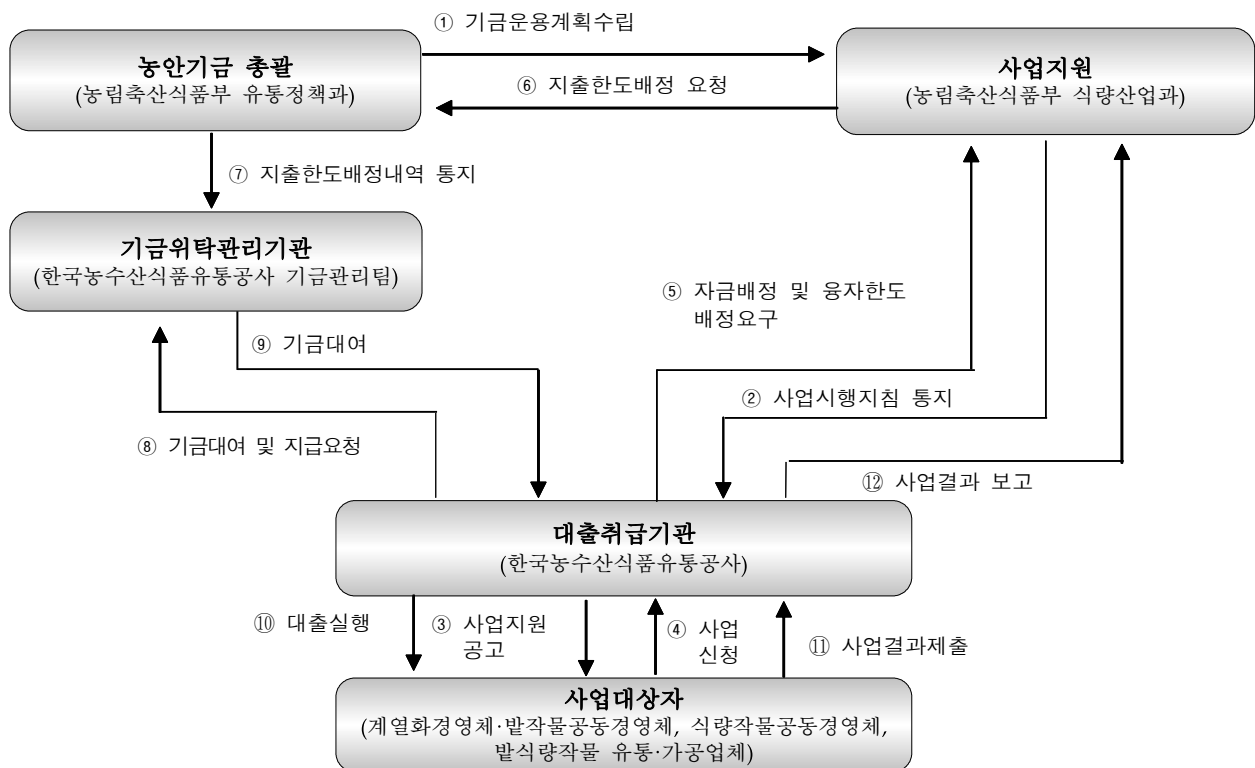 ① 기금운용계획수립
농안기금 총괄
(농림축산식품부 유통정책과)
사업지원
(농림축산식품부 식량산업과)
⑥ 지출한도배정 요청
⑦ 지출한도배정내역 통지
기금위탁관리기관
(한국농수산식품유통공사 기금관리팀)
⑤ 자금배정 및 융자한도
배정요구
⑨ 기금대여
② 사업시행지침 통지
⑧ 기금대여 및 지급요청
⑫ 사업결과 보고
대출취급기관
(한국농수산식품유통공사)
⑩ 대출실행
③ 사업지원
공고
④ 사업
신청
⑪ 사업결과제출
사업대상자
(계열화경영체·밭작물공동경영체, 식량작물공동경영체,
밭식량작물 유통·가공업체)